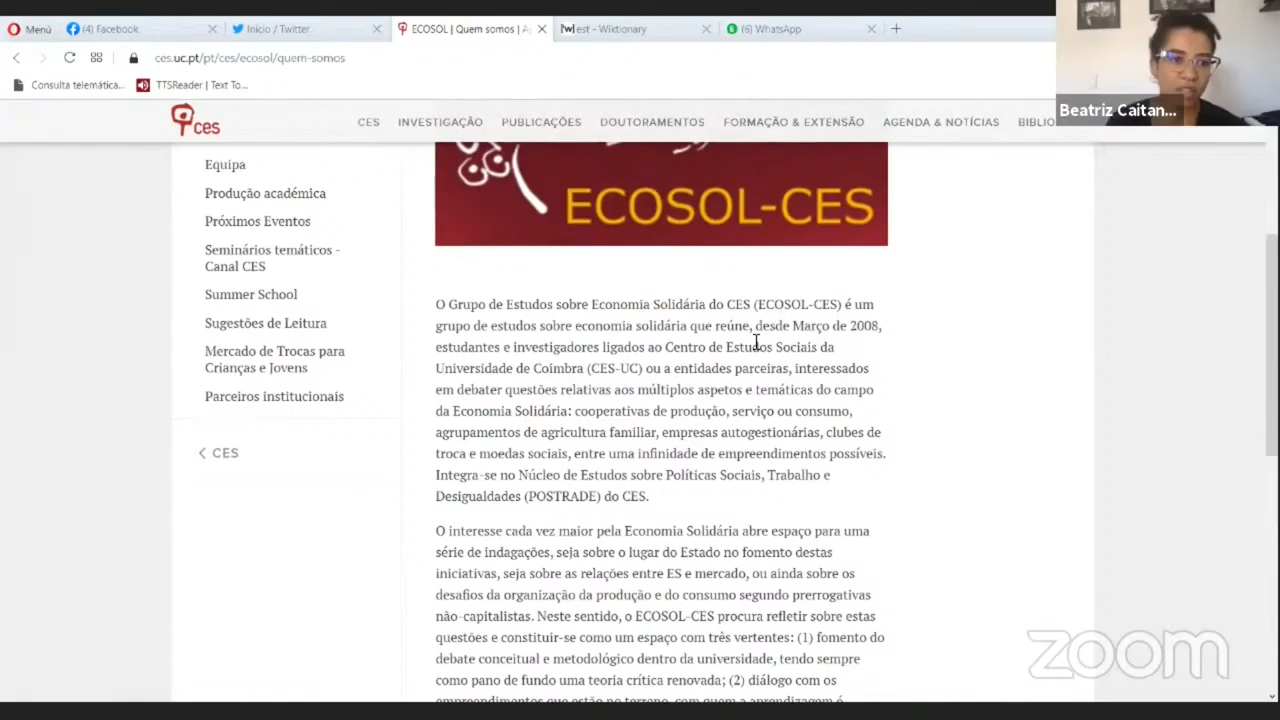 Menú
(4) Facebook
Início / Twitter
ECOSOL | Quem somos | A
est - Wiktionary
(6) WhatsApp
ces.uc.pt/pt/ces/ecosol/quem-somos
Consulta telemática...
TTSReader | Text To...
Beatriz Caitan...
ces
CES
INVESTIGAÇÃO
PUBLICAÇÕES
DOUTORAMENTOS
FORMAÇÃO & EXTENSÃO
AGENDA & NOTÍCIAS
BIBLIO
Equipa
Produção académica
Próximos Eventos
Seminários temáticos -
Canal CES
Summer School
Sugestões de Leitura
Mercado de Trocas para
Crianças e Jovens
Parceiros institucionais
CES
ECOSOL-CES
O Grupo de Estudos sobre Economia Solidária do CES (ECOSOL-CES) é um
grupo de estudos sobre economia solidária que reúne, desde Março de 2008,
estudantes e investigadores ligados ao Centro de Estudos Sociais da
Universidade de Coimbra (CES-UC) ou a entidades parceiras, interessados
em debater questões relativas aos múltiplos aspetos e temáticas do campo
da Economia Solidária: cooperativas de produção, serviço ou consumo,
agrupamentos de agricultura familiar, empresas autogestionárias, clubes de
troca e moedas sociais, entre uma infinidade de empreendimentos possíveis.
Integra-se no Núcleo de Estudos sobre Políticas Sociais, Trabalho e
Desigualdades (POSTRADE) do CES.
O interesse cada vez maior pela Economia Solidária abre espaço para uma
série de indagações, seja sobre o lugar do Estado no fomento destas
iniciativas, seja sobre as relações entre ES e mercado, ou ainda sobre os
desafios da organização da produção e do consumo segundo prerrogativas
não-capitalistas. Neste sentido, o ECOSOL-CES procura refletir sobre estas
questões e constituir-se como um espaço com três vertentes: (1) fomento do
debate conceitual e metodológico dentro da universidade, tendo sempre
como pano de fundo uma teoria crítica renovada; (2) diálogo com os
empreendimentos que estão no terreno, com quem a aprendizagem é
zoom